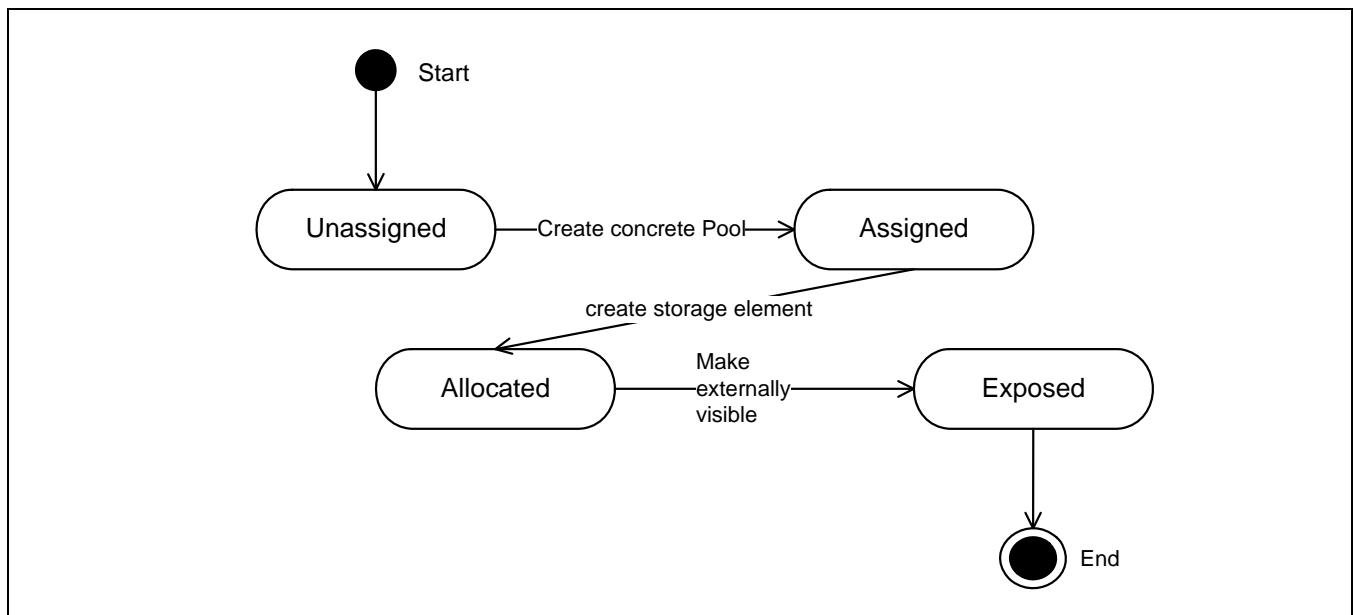 Start
Unassigned
Create concrete Pool
Assigned
create storage element
Allocated
Make
externally
visible
Exposed
End